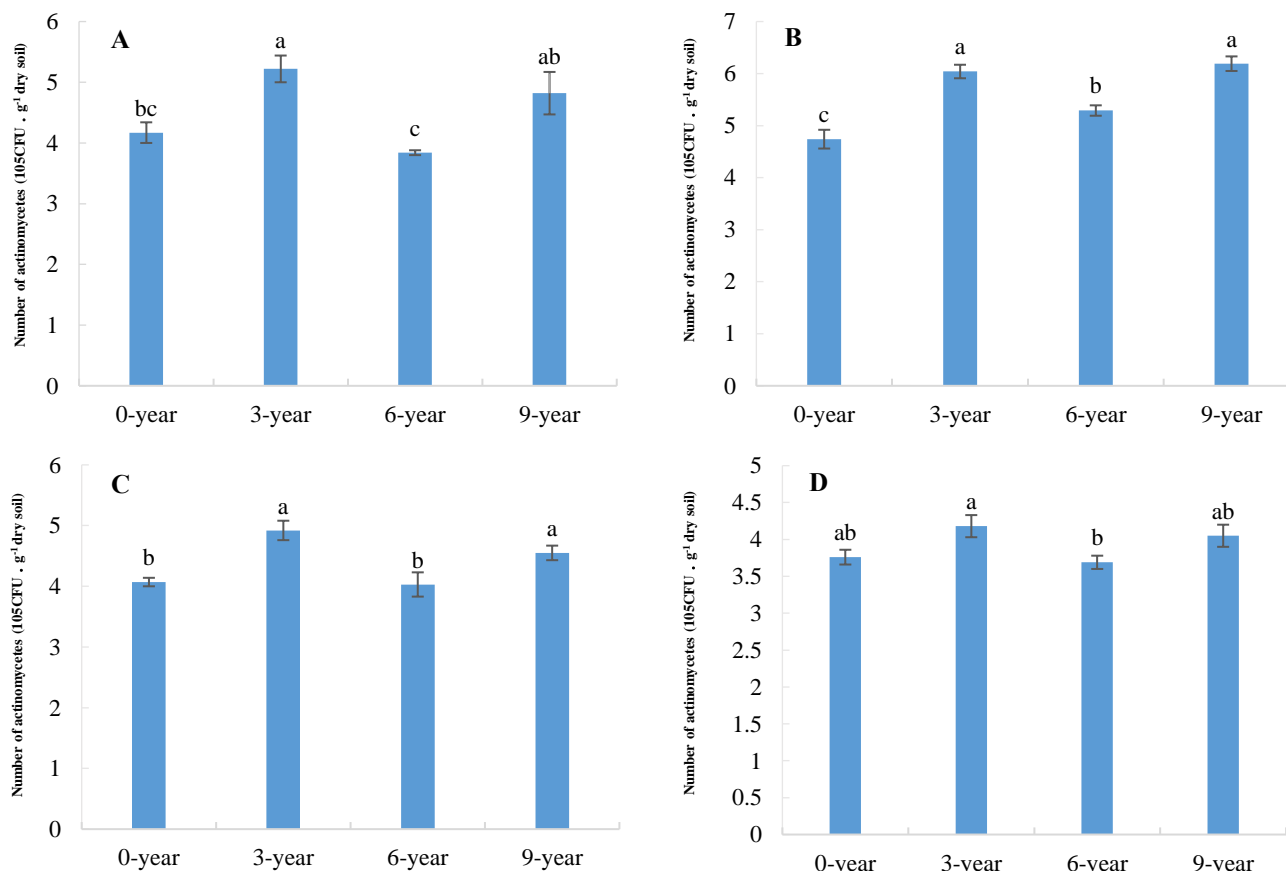 A
Number of actinomycetes (105CFU . g-1 dry soil)
6
5
4
3
2
1
0
bc
a
c
ab
0-year
3-year
6-year
9-year
B
Number of actinomycetes (105CFU . g-1 dry soil)
7
6
5
4
3
2
1
0
c
a
b
a
0-year
3-year
6-year
9-year
C
Number of actinomycetes (105CFU . g-1 dry soil)
6
5
4
3
2
1
0
b
a
b
a
0-year
3-year
6-year
9-year
D
Number of actinomycetes (105CFU . g-1 dry soil)
5
4.5
4
3.5
3
2.5
2
1.5
1
0.5
0
ab
a
b
ab
0-year
3-year
6-year
9-year